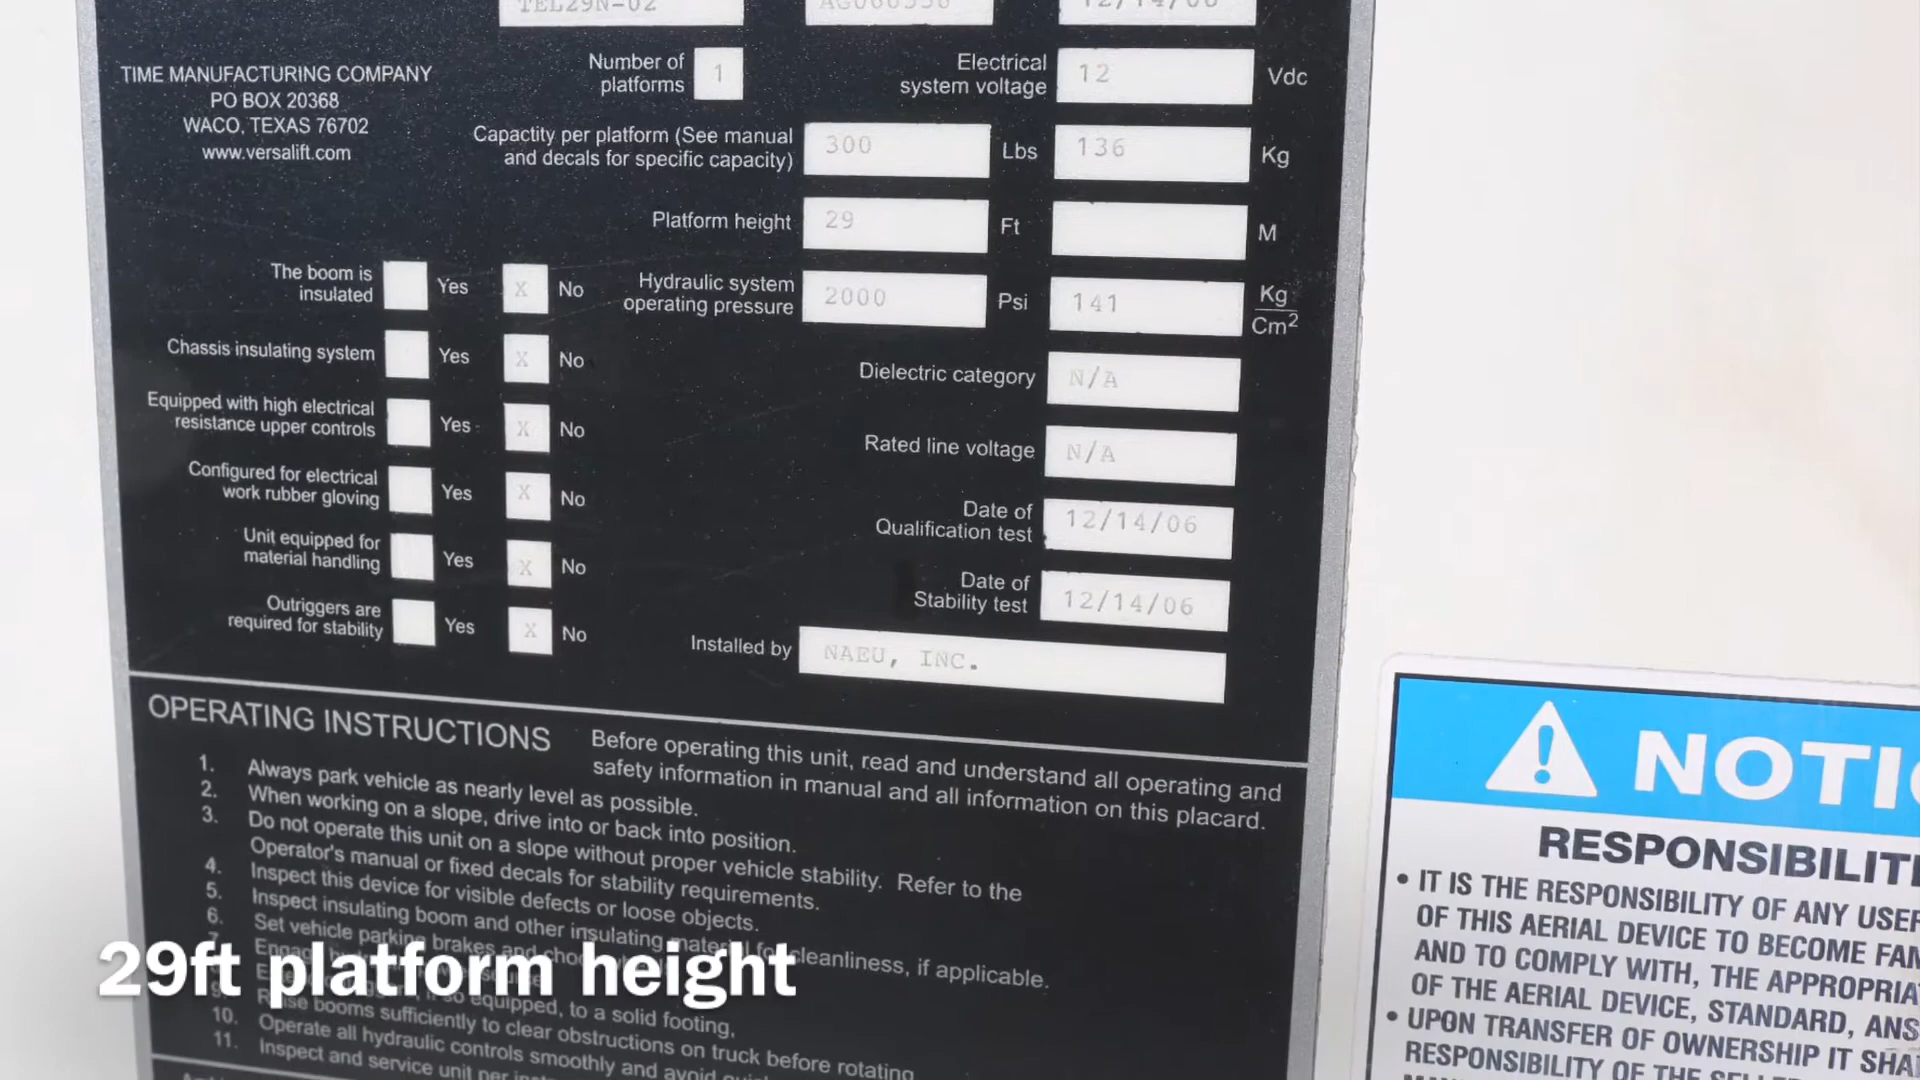 TEL29N-02
12/14/06
TIME MANUFACTURING COMPANY
PO BOX 20368
WACO, TEXAS 76702
www.versalift.com
Number of
platforms
1
Electrical
system voltage
12
Vdc
Capactity per platform (See manual
and decals for specific capacity)
300
Lbs
136
Kg
Platform height
29
Ft
M
Hydraulic system
operating pressure
2000
Psi
141
Kg
Cm2
The boom is
insulated
Yes
X
No
Chassis insulating system
Yes
X
No
Equipped with high electrical
resistance upper controls
Yes
X
No
Configured for electrical
work rubber gloving
Yes
X
No
Unit equipped for
material handling
Yes
X
No
Outriggers are
required for stability
Yes
X
No
Dielectric category
N/A
Rated line voltage
N/A
Date of
Qualification test
12/14/06
Date of
Stability test
12/14/06
Installed by
NAEU, INC.
OPERATING INSTRUCTIONS
Before operating this unit, read and understand all operating and
safety information in manual and all information on this placard.
1. Always park vehicle as nearly level as possible.
2. When working on a slope, drive into or back into position.
3. Do not operate this unit on a slope without proper vehicle stability. Refer to the
Operator's manual or fixed decals for stability requirements.
4. Inspect this device for visible defects or loose objects.
5. Inspect insulating boom and other insulating material for cleanliness, if applicable.
6. Set vehicle parking brakes and
equipped, to a solid footing,
booms sufficiently to clear obstructions on truck before rotating
10. Operate all hydraulic controls smoothly and avoid
11. Inspect and service unit per
29ft platform height
NOTI
RESPONSIBILIT
• IT IS THE RESPONSIBILITY OF ANY USER
OF THIS AERIAL DEVICE TO BECOME FAM
AND TO COMPLY WITH, THE APPROPRIA
OF THE AERIAL DEVICE, STANDARD, ANS
• UPON TRANSFER OF OWNERSHIP IT SHA
RESPONSIBILITY OF THE SELLE